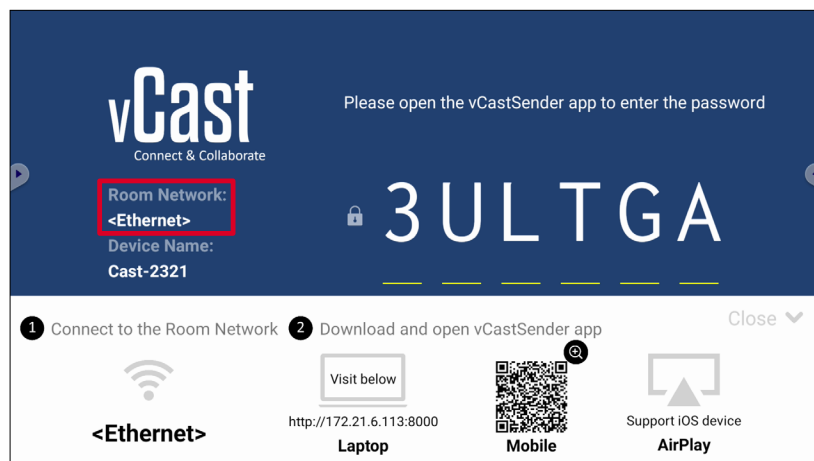 vCast
Connect & Collaborate
Please open the vCastSender app to enter the password
Room Network:
<Ethernet>
Device Name:
Cast-2321
3ULTGA
1 Connect to the Room Network
2 Download and open vCastSender app
Close
<Ethernet>
Visit below
http://172.21.6.113:8000
Laptop
Mobile
Support iOS device
AirPlay